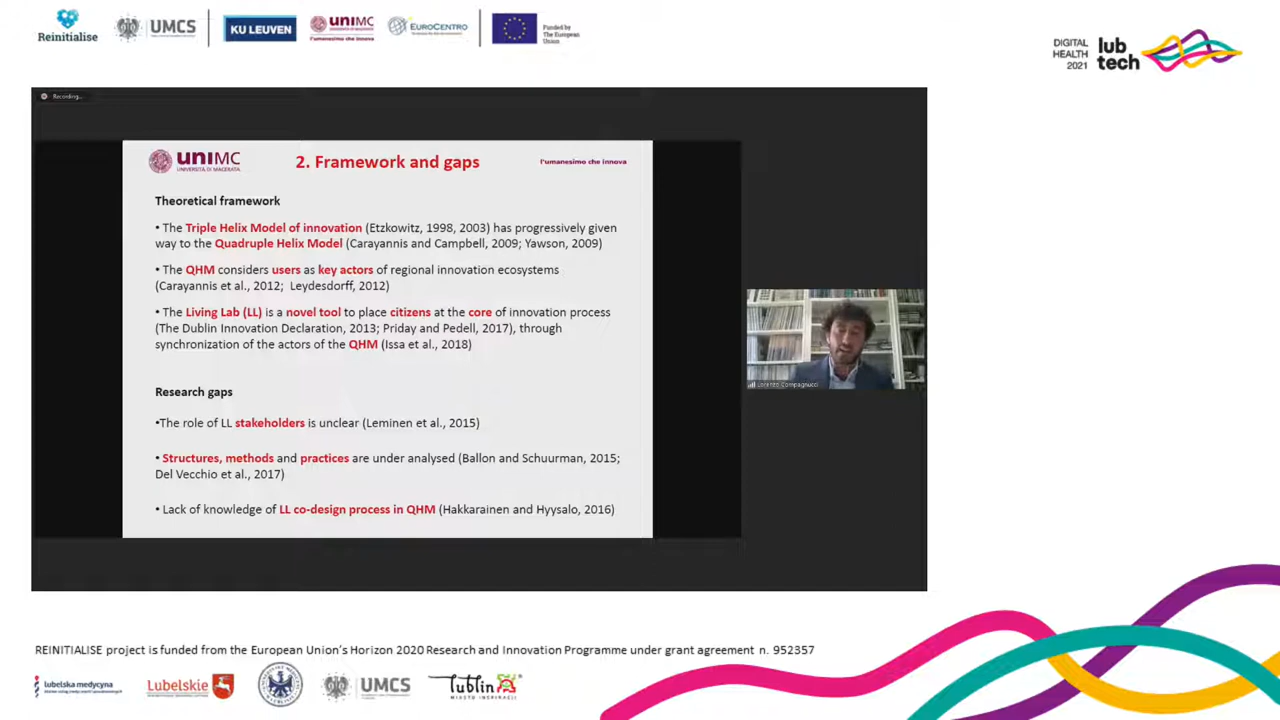 Reinitialise
UMCS
KU LEUVEN
UNIMC
l'umanesimo che innova
EUROCENTRO
Funded by
The European
Union
DIGITAL
HEALTH
2021
lub
tech
Recording...
UNIMC
UNIVERSITÀ DI MACERATA
2. Framework and gaps
l'umanesimo che innova
Theoretical framework
• The Triple Helix Model of innovation (Etzkowitz, 1998, 2003) has progressively given
way to the Quadruple Helix Model (Carayannis and Campbell, 2009; Yawson, 2009)
• The QHM considers users as key actors of regional innovation ecosystems
(Carayannis et al., 2012; Leydesdorff, 2012)
• The Living Lab (LL) is a novel tool to place citizens at the core of innovation process
(The Dublin Innovation Declaration, 2013; Priday and Pedell, 2017), through
synchronization of the actors of the QHM (Issa et al., 2018)
Research gaps
•The role of LL stakeholders is unclear (Leminen et al., 2015)
• Structures, methods and practices are under analysed (Ballon and Schuurman, 2015;
Del Vecchio et al., 2017)
• Lack of knowledge of LL co-design process in QHM (Hakkarainen and Hyysalo, 2016)
Lorenzo Compagnucci
REINITIALISE project is funded from the European Union's Horizon 2020 Research and Innovation Programme under grant agreement n. 952357
lubelska medycyna
Lubelskie
UMCS
lublin
MIASTO INSPIRACJI